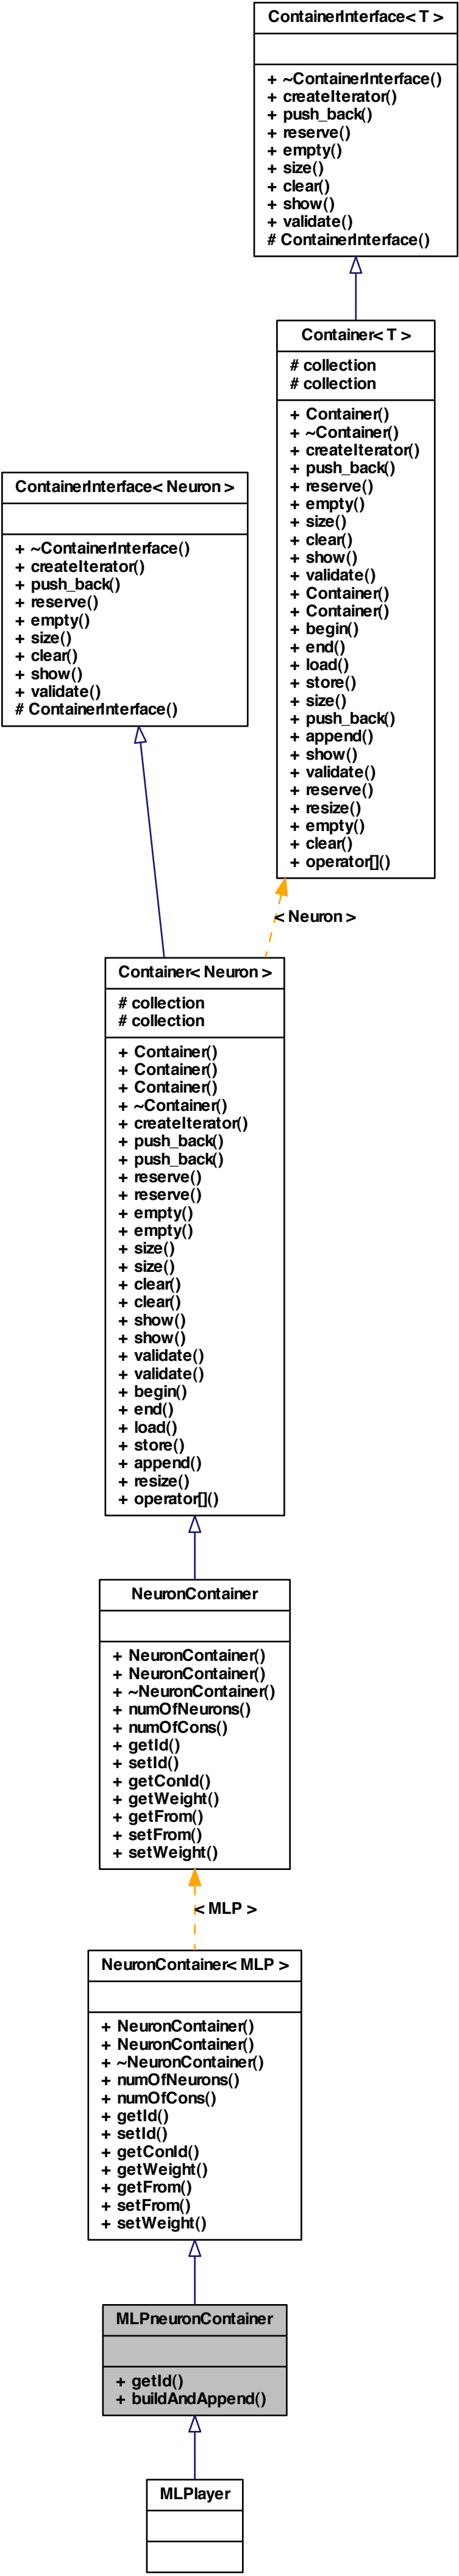 ContainerInterface< T >
+ ~ContainerInterface()
+ createIterator()
+ push_back()
+ reserve()
+ empty()
+ size()
+ clear()
+ show()
+ validate()
# ContainerInterface()
Container< T >
# collection
# collection
+ Container()
+ ~Container()
+ createIterator()
+ push_back()
+ reserve()
+ empty()
+ size()
+ clear()
+ show()
+ validate()
+ Container()
+ Container()
+ begin()
+ end()
+ load()
+ store()
+ size()
+ push_back()
+ append()
+ show()
+ validate()
+ reserve()
+ resize()
+ empty()
+ clear()
+ operator[]()
ContainerInterface< Neuron >
+ ~ContainerInterface()
+ createIterator()
+ push_back()
+ reserve()
+ empty()
+ size()
+ clear()
+ show()
+ validate()
# ContainerInterface()
< Neuron >
Container< Neuron >
# collection
# collection
+ Container()
+ Container()
+ Container()
+ ~Container()
+ createIterator()
+ push_back()
+ push_back()
+ reserve()
+ reserve()
+ empty()
+ empty()
+ size()
+ size()
+ clear()
+ clear()
+ show()
+ show()
+ validate()
+ validate()
+ begin()
+ end()
+ load()
+ store()
+ append()
+ resize()
+ operator[]()
NeuronContainer
+ NeuronContainer()
+ NeuronContainer()
+ ~NeuronContainer()
+ numOfNeurons()
+ numOfCons()
+ getId()
+ setId()
+ getConId()
+ getWeight()
+ getFrom()
+ setFrom()
+ setWeight()
< MLP >
NeuronContainer< MLP >
+ NeuronContainer()
+ NeuronContainer()
+ ~NeuronContainer()
+ numOfNeurons()
+ numOfCons()
+ getId()
+ setId()
+ getConId()
+ getWeight()
+ getFrom()
+ setFrom()
+ setWeight()
MLPneuronContainer
+ getId()
+ buildAndAppend()
MLPlayer